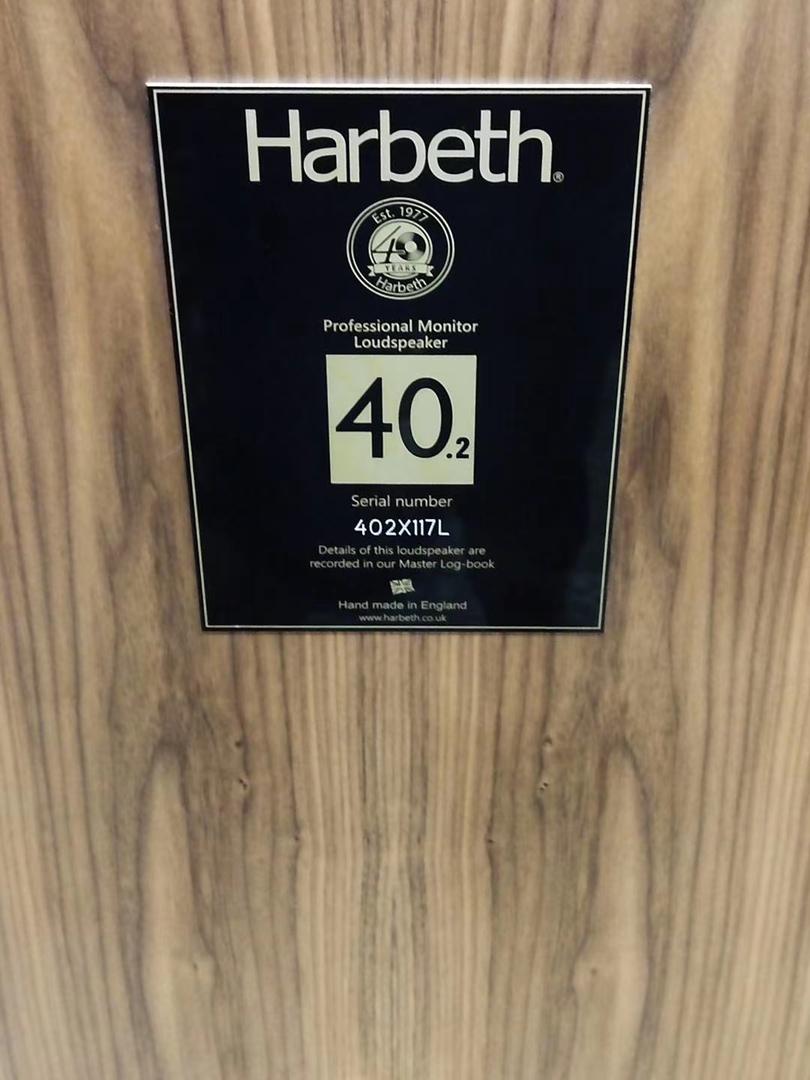 Harbeth®
Est. 1977
40
YEARS
Harbeth
Professional Monitor
Loudspeaker
40.2
Serial number
402X117L
Details of this loudspeaker are
recorded in our Master Log-book
Hand made in England
www.harbeth.co.uk